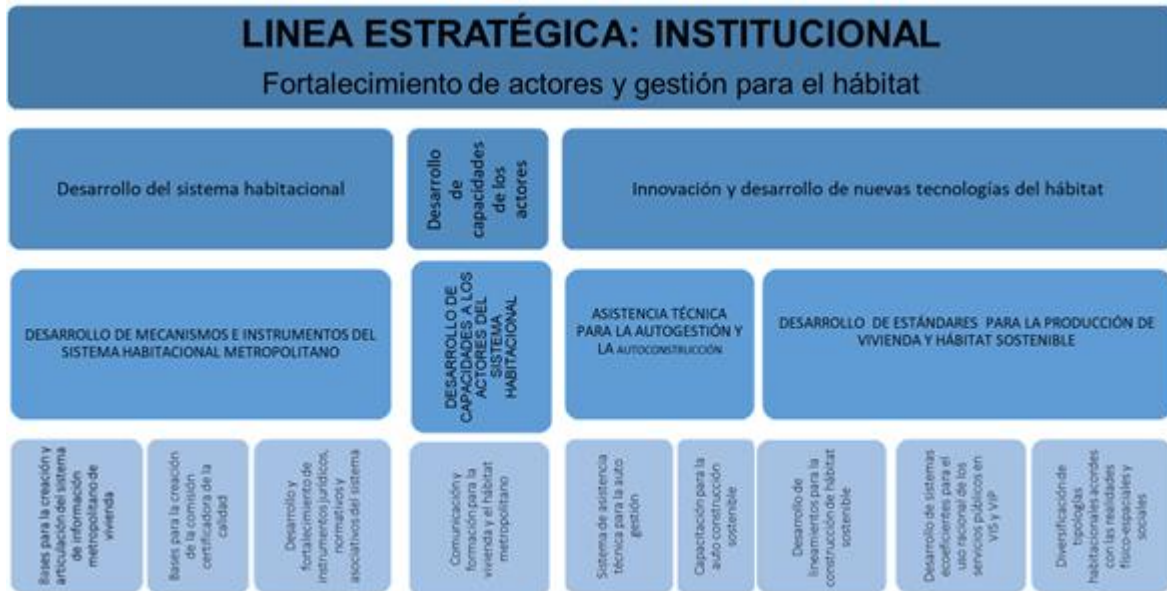 LINEA ESTRATÉGICA: INSTITUCIONAL
Fortalecimiento de actores y gestión para el hábitat
Desarrollo del sistema habitacional
Desarrollo
de
capacidades
de los
actores
Innovación y desarrollo de nuevas tecnologías del hábitat
DESARROLLO DE MECANISMOS E INSTRUMENTOS DEL
SISTEMA HABITACIONAL METROPOLITANO
DESARROLLO DE
CAPACIDADES A LOS
ACTORES DEL
SISTEMA
HABITACIONAL
ASISTENCIA TÉCNICA
PARA LA AUTOGESTIÓN Y
LA AUTOCONSTRUCCIÓN
DESARROLLO DE ESTÁNDARES PARA LA PRODUCCIÓN DE
VIVIENDA Y HÁBITAT SOSTENIBLE
Bases para la creación y
articulación del sistema
de información
metropolitano de
vivienda
Bases para la creación
de la comisión
certificadora de la
calidad
Desarrollo y
fortalecimiento de
instrumentos jurídicos,
normativos y
asociativos del sistema
Comunicación y
formación para la
vivienda y el hábitat
metropolitano
Sistema de asistencia
técnica para la auto
gestión
Capacitación para la
auto construcción
sostenible
Desarrollo de
lineamientos para la
construcción de hábitat
sostenible
Desarrollo de sistemas
ecoeficientes para el
uso racional de los
servicios públicos en
VIS y VIP
Diversificación de
topologías
habitacionales acordes
con las realidades
físico-espaciales y
sociales